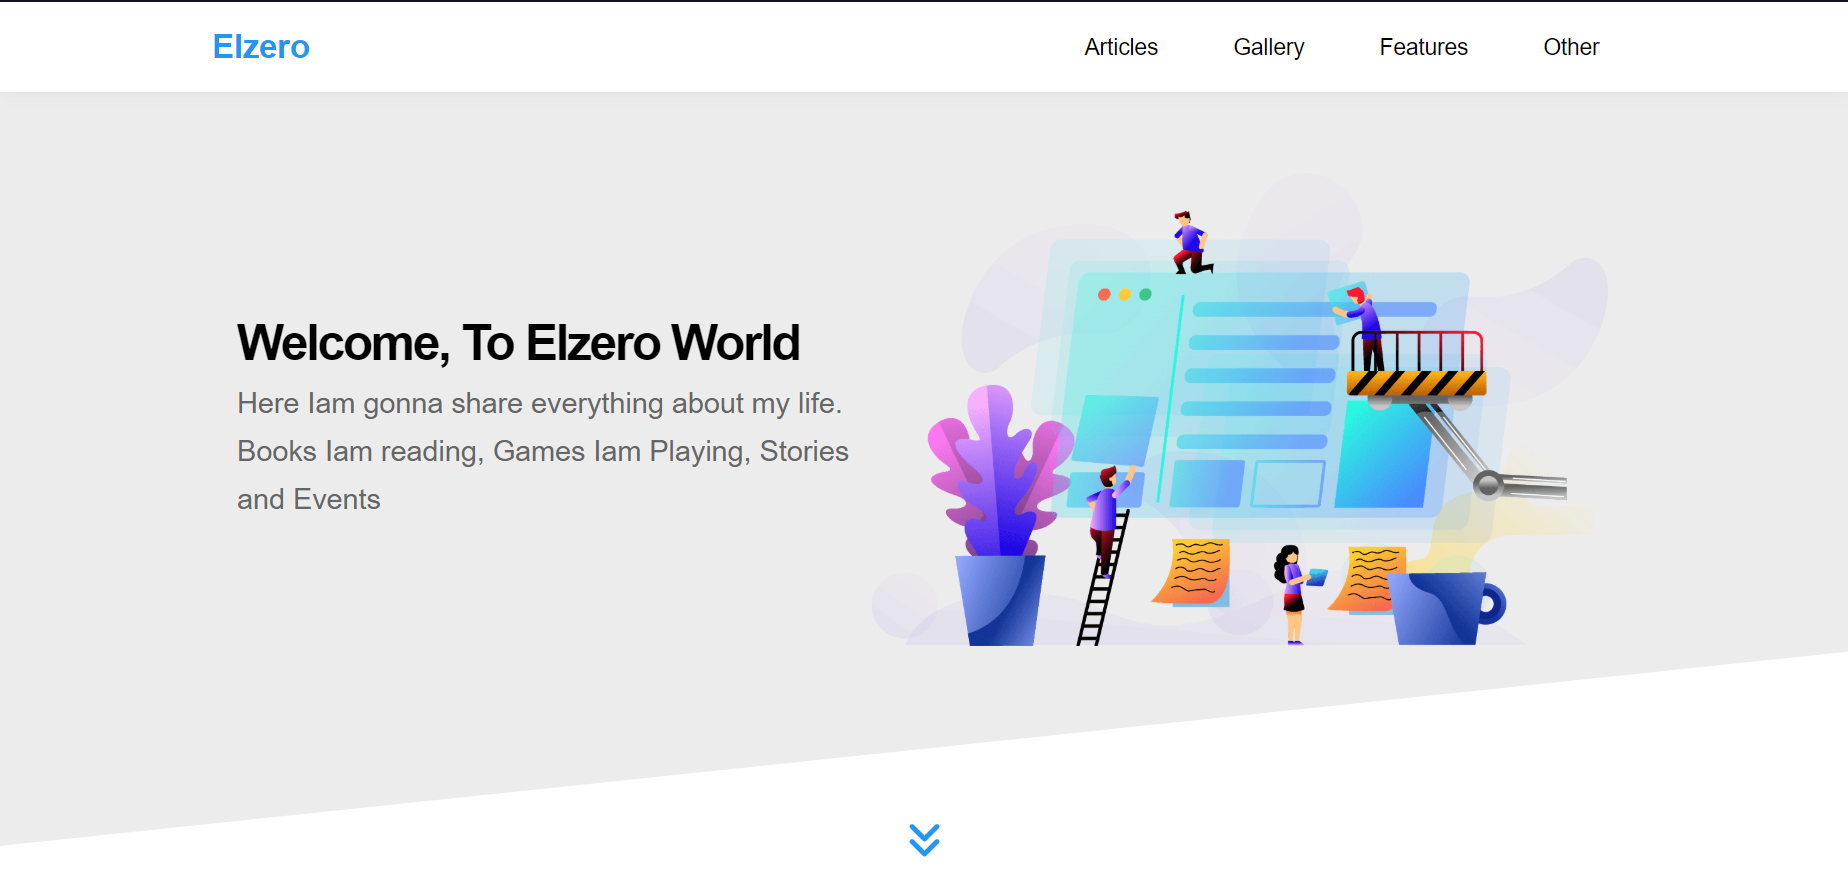 Elzero
Articles
Gallery
Features
Other
Welcome, To Elzero World
Here Iam gonna share everything about my life.
Books Iam reading, Games Iam Playing, Stories
and Events